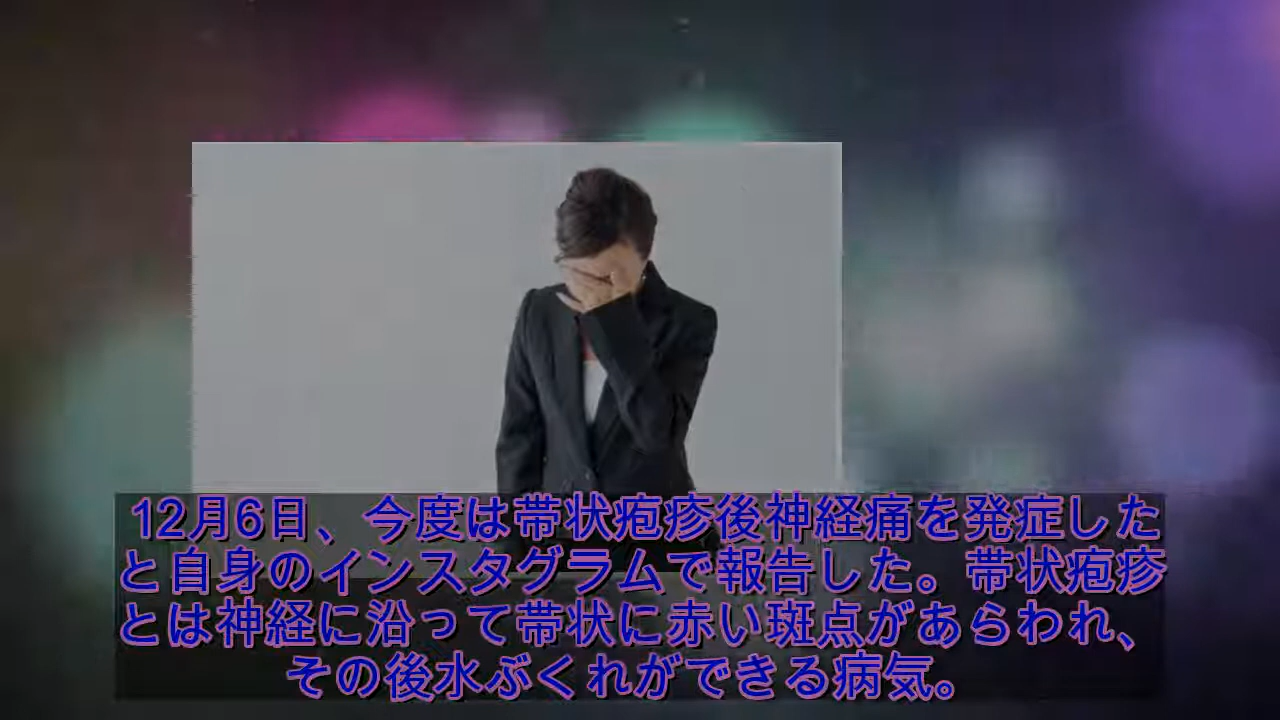 12月6日、今度は帯状疱疹後神経痛を発症した
と自身のインスタグラムで報告した。帯状疱疹
とは神経に沿って帯状に赤い斑点があらわれ、
その後水ぶくれができる病気。